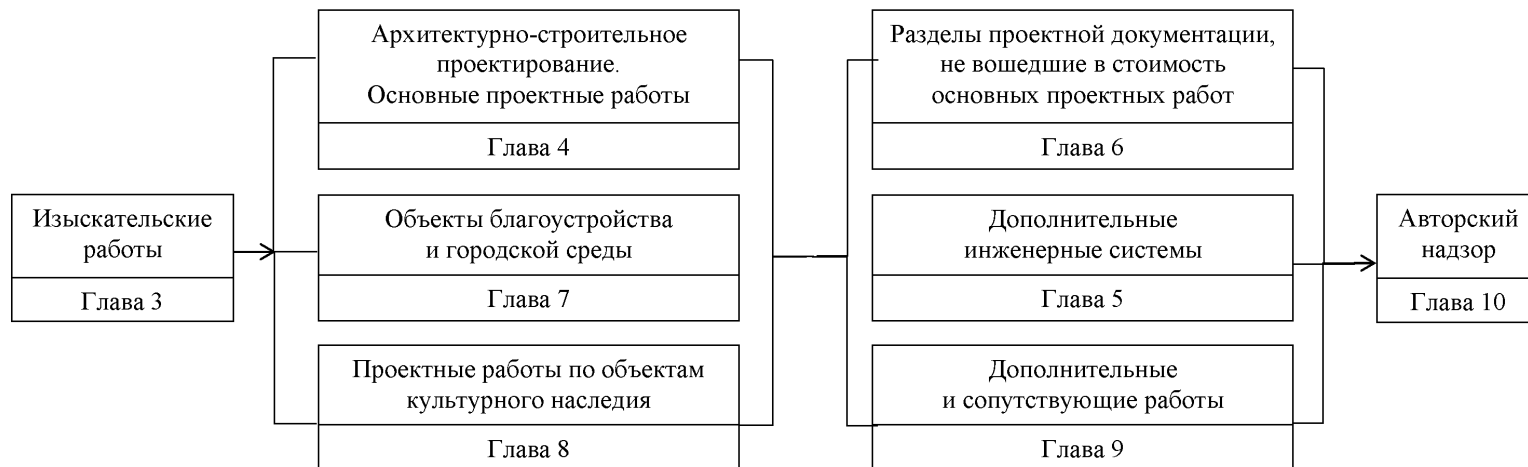 Изыскательские
работы
Глава 3
Архитектурно-строительное
проектирование.
Основные проектные работы
Глава 4
Объекты благоустройства
и городской среды
Глава 7
Проектные работы по объектам
культурного наследия
Глава 8
Разделы проектной документации,
не вошедшие в стоимость
основных проектных работ
Глава 6
Дополнительные
инженерные системы
Глава 5
Дополнительные
и сопутствующие работы
Глава 9
Авторский
надзор
Глава 10